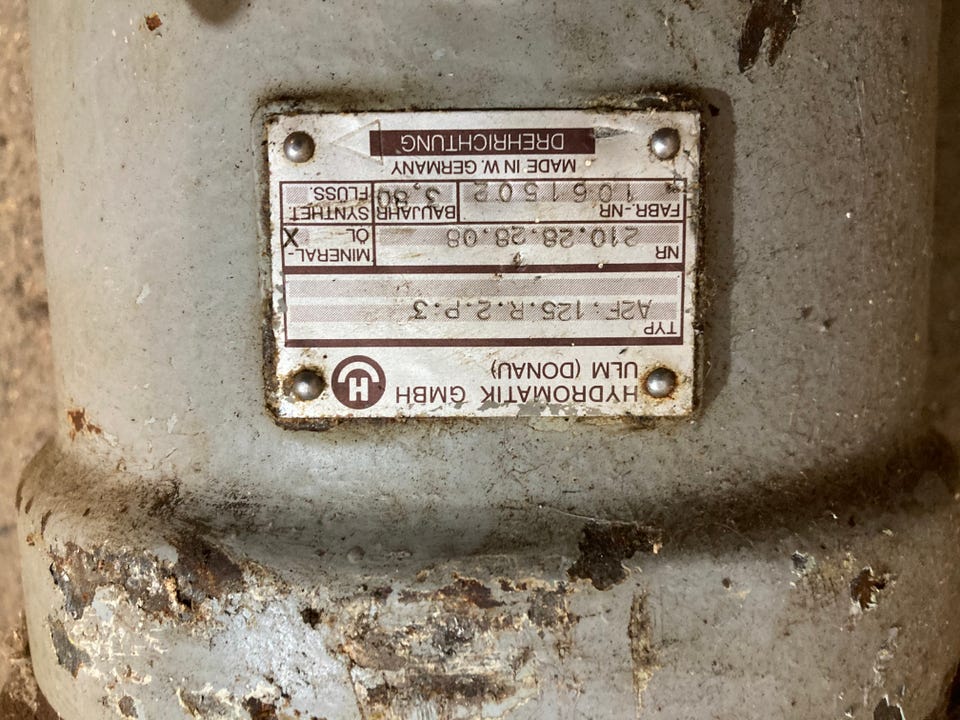 HYDROMATIK GMBH
ULM (DONAU)
H
TYP
A2F.125.R.2.P.3
NR
210.28.28.08
MINERAL-
ÖL
X
FABR.-NR
1061502
BAUJAHR
3,80
SYNTHET.
FLÜSS.
MADE IN W. GERMANY
DREHRICHTUNG